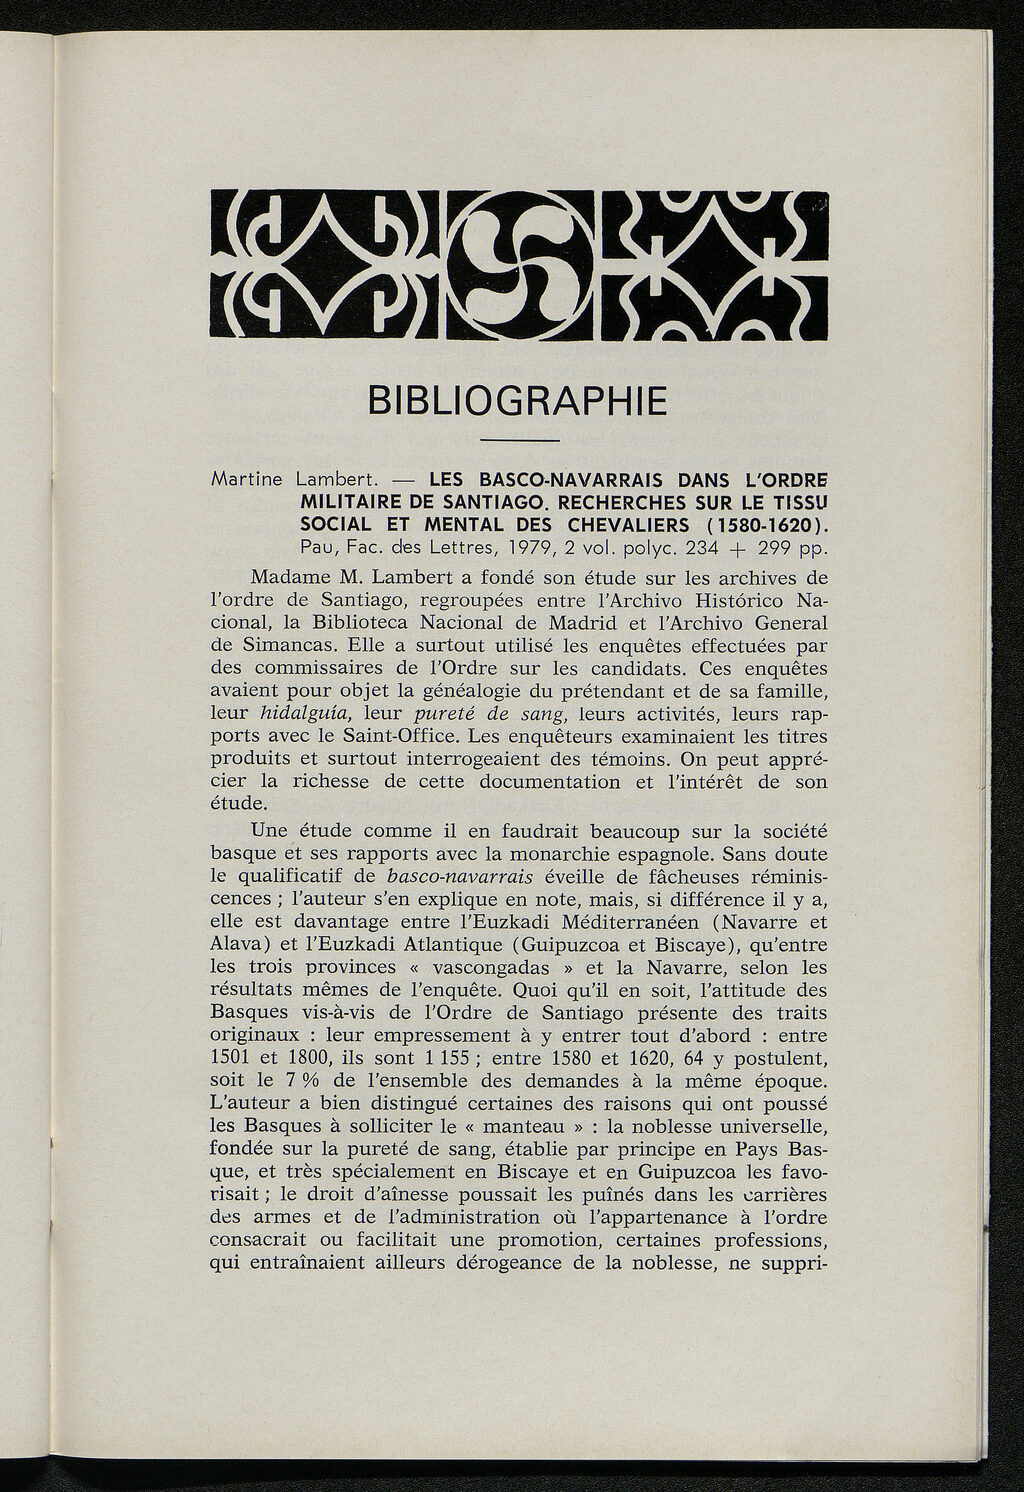 BIBLIOGRAPHIE
Martine Lambert. — LES BASCO-NAVARRAIS DANS L'ORDRE
MILITAIRE DE SANTIAGO. RECHERCHES SUR LE TISSU
SOCIAL ET MENTAL DES CHEVALIERS (1580-1620).
Pau, Fac. des Lettres, 1979, 2 vol. polyc. 234 + 299 pp.
Madame M. Lambert a fondé son étude sur les archives de
l'ordre de Santiago, regroupées entre l'Archivo Histórico Na-
cional, la Biblioteca Nacional de Madrid et l'Archivo General
de Simancas. Elle a surtout utilisé les enquêtes effectuées par
des commissaires de l'Ordre sur les candidats. Ces enquêtes
avaient pour objet la généalogie du prétendant et de sa famille,
leur hidalguía, leur pureté de sang, leurs activités, leurs rap-
ports avec le Saint-Office. Les enquêteurs examinaient les titres
produits et surtout interrogeaient des témoins. On peut appré-
cier la richesse de cette documentation et l'intérêt de son
étude.
Une étude comme il en faudrait beaucoup sur la société
basque et ses rapports avec la monarchie espagnole. Sans doute
le qualificatif de basco-navarrais éveille de fâcheuses réminis-
cences ; l'auteur s'en explique en note, mais, si différence il y a,
elle est davantage entre l'Euzkadi Méditerranéen (Navarre et
Alava) et l'Euzkadi Atlantique (Guipuzcoa et Biscaye), qu'entre
les trois provinces « vascongadas » et la Navarre, selon les
résultats mêmes de l'enquête. Quoi qu'il en soit, l'attitude des
Basques vis-à-vis de l'Ordre de Santiago présente des traits
originaux : leur empressement à y entrer tout d'abord : entre
1501 et 1800, ils sont 1 155 ; entre 1580 et 1620, 64 y postulent,
soit le 7 % de l'ensemble des demandes à la même époque.
L'auteur a bien distingué certaines des raisons qui ont poussé
les Basques à solliciter le « manteau » : la noblesse universelle,
fondée sur la pureté de sang, établie par principe en Pays Bas-
que, et très spécialement en Biscaye et en Guipuzcoa les favo-
risait ; le droit d'aînesse poussait les puînés dans les carrières
des armes et de l'administration où l'appartenance à l'ordre
consacrait ou facilitait une promotion, certaines professions,
qui entraînaient ailleurs dérogeance de la noblesse, ne suppri-